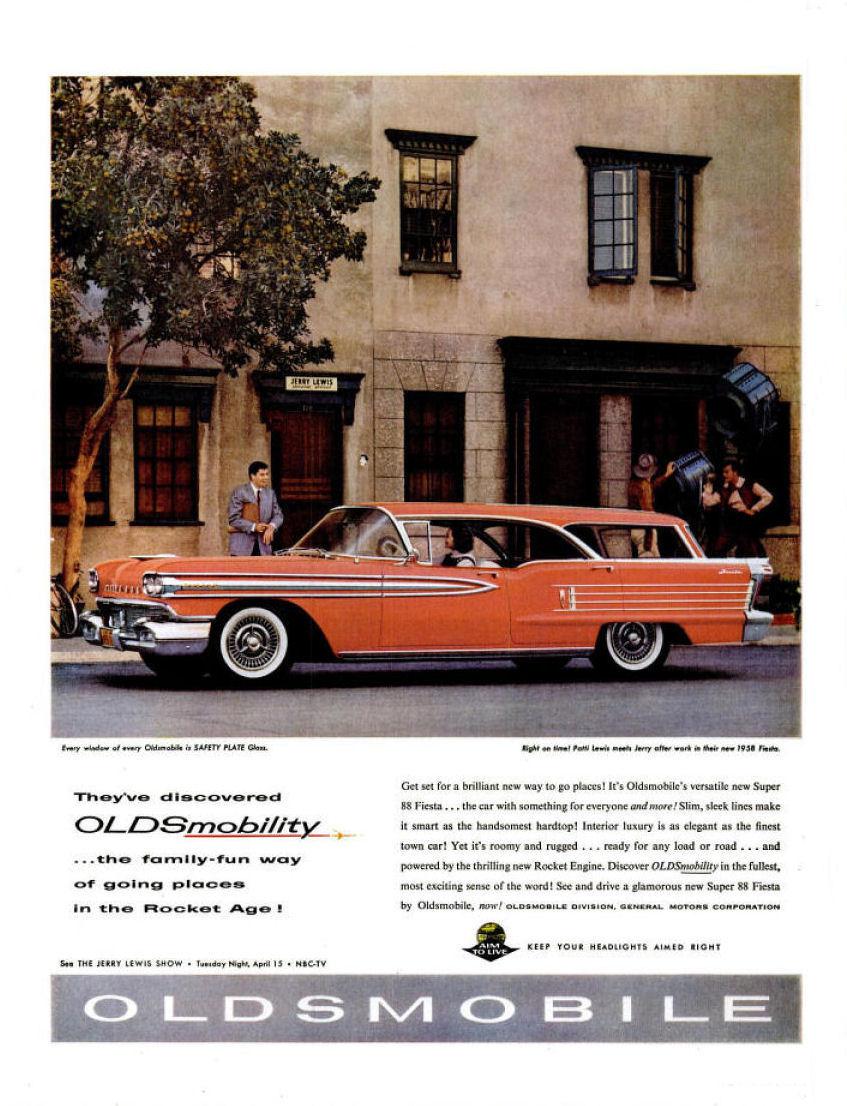 JERRY LEWIS
Every window of every Oldsmobile is SAFETY PLATE Glass.
Right on time! Patti Lewis meets Jerry after work in their new 1958 Fiesta.
They've discovered
OLDSmobility
...the family-fun way
of going places
in the Rocket Age!
Get set for a brilliant new way to go places! It's Oldsmobile's versatile new Super
88 Fiesta . . . the car with something for everyone and more! Slim, sleek lines make
it smart as the handsomest hardtop! Interior luxury is as elegant as the finest
town car! Yet it's roomy and rugged . . . ready for any load or road . . . and
powered by the thrilling new Rocket Engine. Discover OLDSmobility in the fullest,
most exciting sense of the word! See and drive a glamorous new Super 88 Fiesta
by Oldsmobile, now! OLDSMOBILE DIVISION, GENERAL MOTORS CORPORATION
AIM
TO LIVE
KEEP YOUR HEADLIGHTS AIMED RIGHT
See THE JERRY LEWIS SHOW • Tuesday Night, April 15 • NBC-TV
OLDSMOBILE